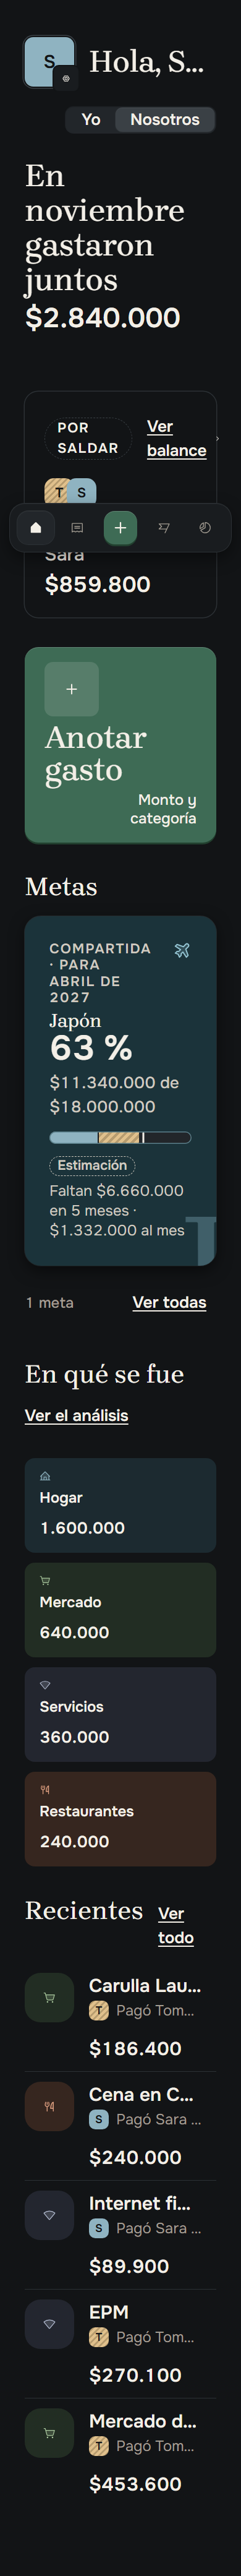 S
Hola, S...
Yo
Nosotros
En
noviembre
gastaron
juntos
$2.840.000
POR
SALDAR
Ver
balance
T S
Sara
$859.800
Anotar
gasto
Monto y
categoría
Metas
COMPARTIDA
· PARA
ABRIL DE
2027
Japón
63 %
$11.340.000 de
$18.000.000
Estimación
Faltan $6.660.000
en 5 meses ·
$1.332.000 al mes
J
1 meta
Ver todas
En qué se fue
Ver el análisis
Hogar
1.600.000
Mercado
640.000
Servicios
360.000
Restaurantes
240.000
Recientes
Ver
todo
Carulla Lau...
T Pagó Tom...
$186.400
Cena en C...
S Pagó Sara ...
$240.000
Internet fi...
S Pagó Sara ...
$89.900
EPM
T Pagó Tom...
$270.100
Mercado d...
T Pagó Tom...
$453.600